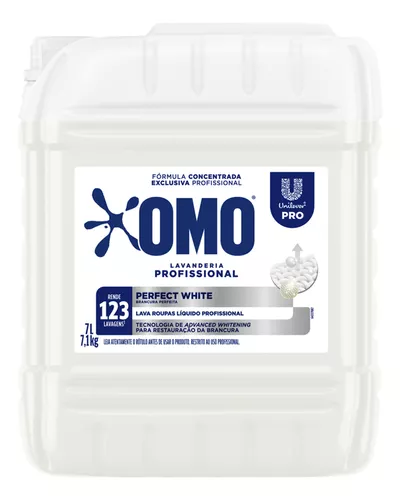 FÓRMULA CONCENTRADA
EXCLUSIVA PROFISSIONAL
OMO
Unilever
PRO
LAVANDERIA
PROFISSIONAL
RENDE
123
LAVAGENS¹
7L
7,1kg
PERFECT WHITE
BRANCURA PERFEITA
LAVA ROUPAS LÍQUIDO PROFISSIONAL
TECNOLOGIA DE ADVANCED WHITENING
PARA RESTAURAÇÃO DA BRANCURA
LEIA ATENTAMENTE O RÓTULO ANTES DE USAR O PRODUTO. RESTRITO AO USO PROFISSIONAL.